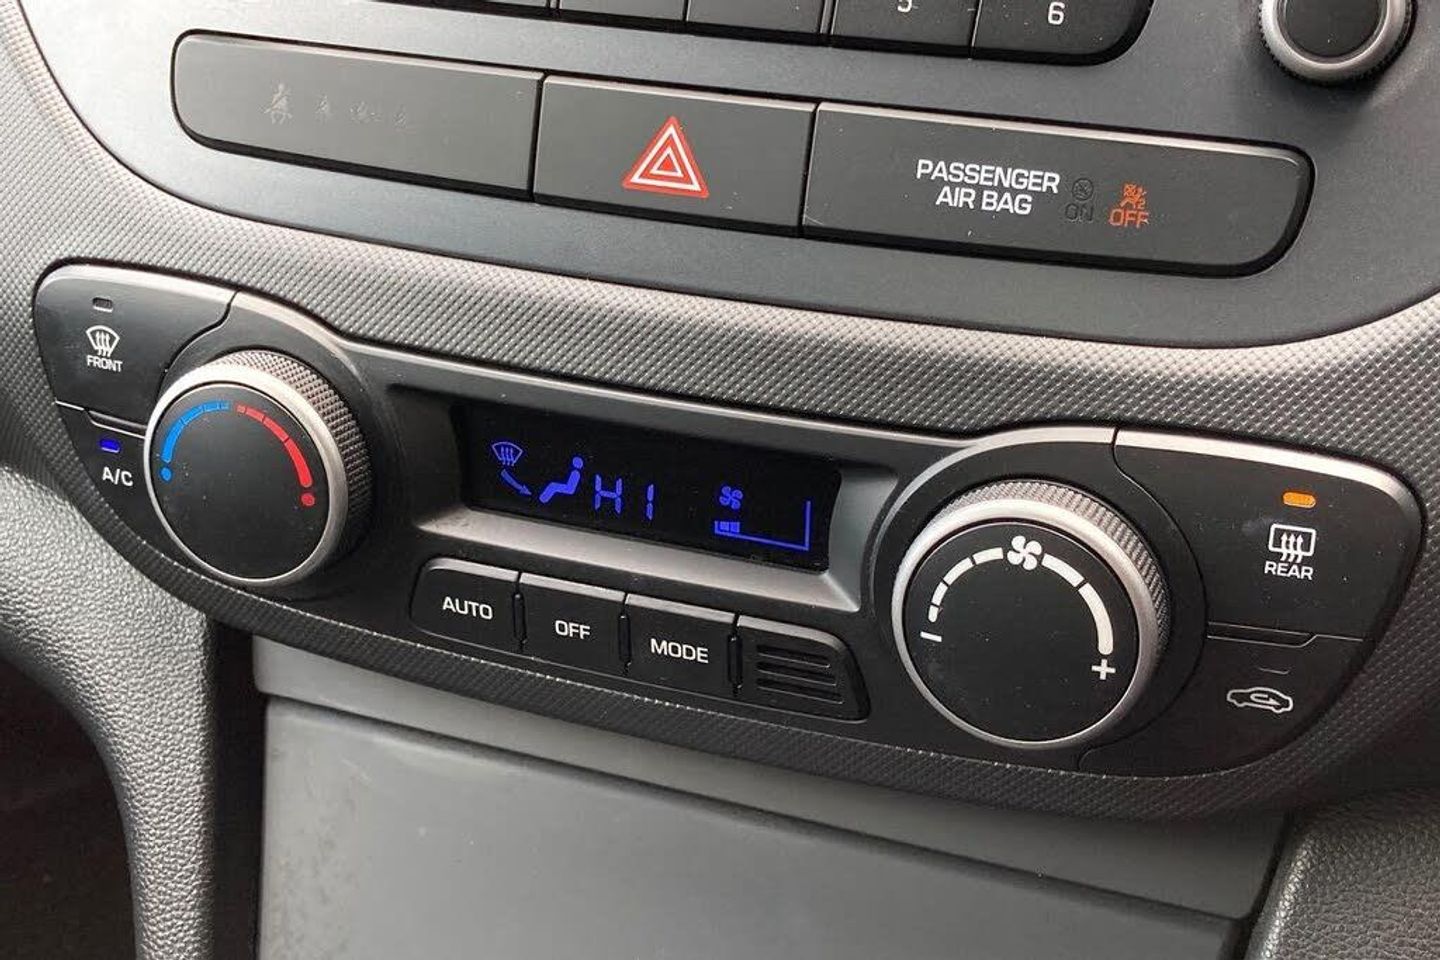 5
6
PASSENGER
AIR BAG
ON
OFF
FRONT
A/C
HI
AUTO
OFF
MODE
REAR